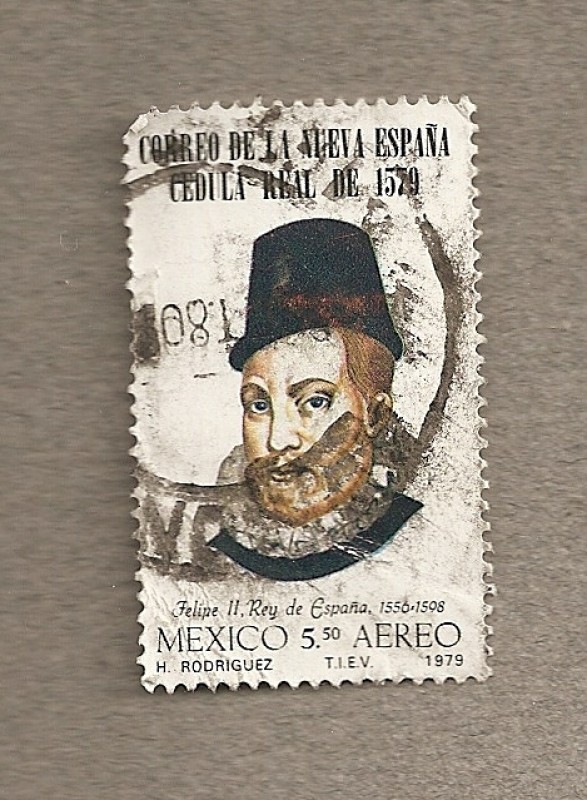 CORREO DE LA NUEVA ESPAÑA
CEDULA REAL DE 1579
Felipe II, Rey de España, 1556-1598
MEXICO 5.50 AEREO
H. RODRIGUEZ T.I.E.V. 1979